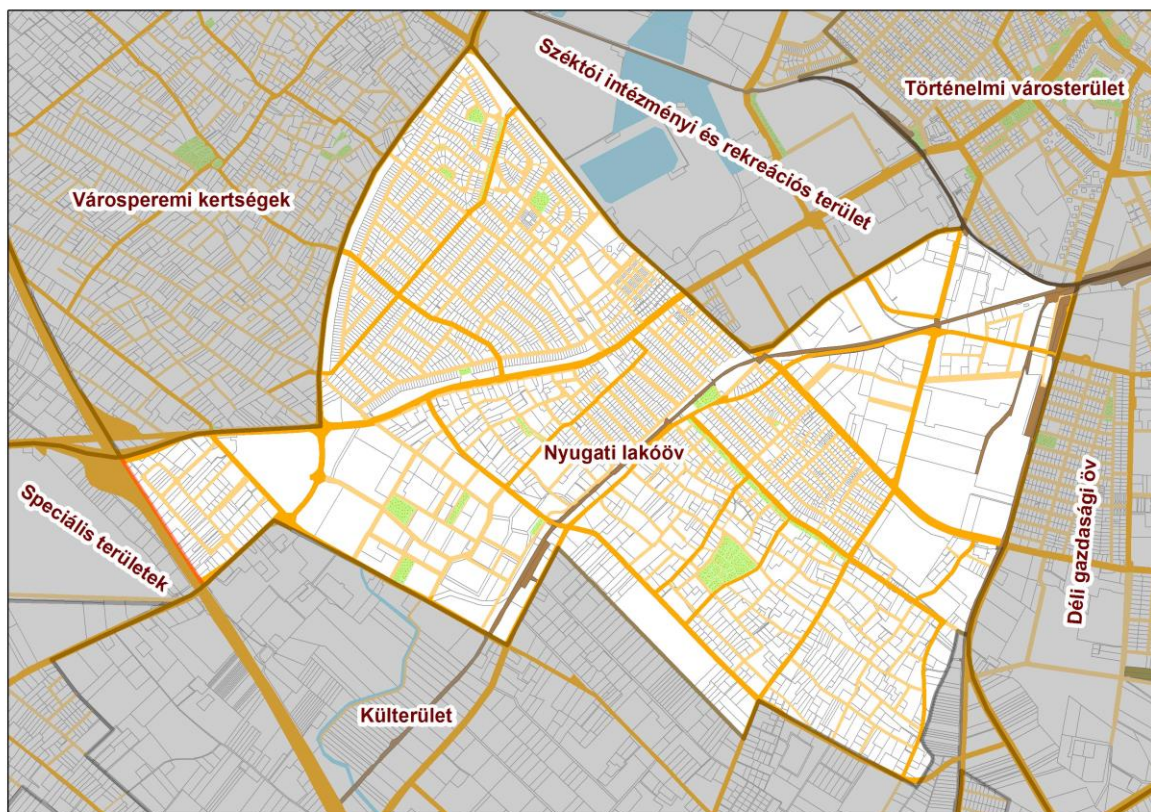 Széktói intézményi és rekreációs terület
Történelmi városterület
Városperemi kertségek
Nyugati lakóöv
Speciális területek
Déli gazdasági öv
Külterület